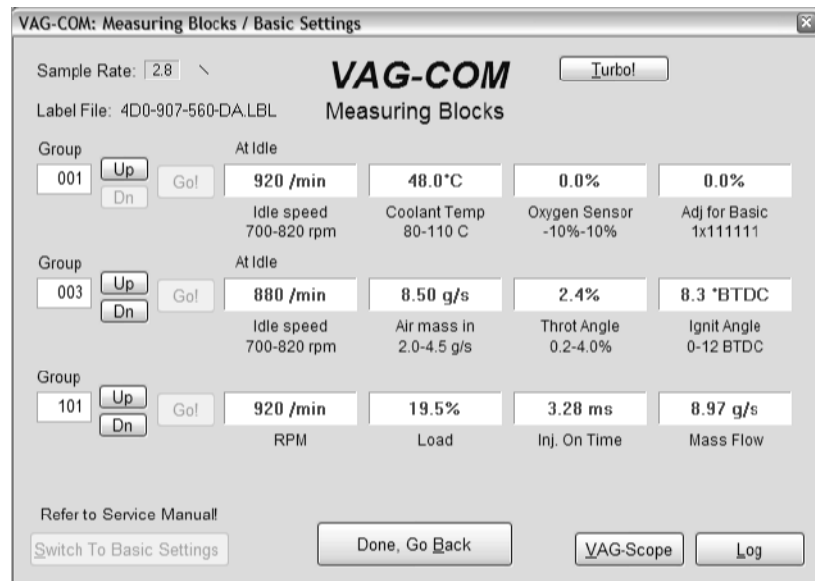 VAG-COM: Measuring Blocks / Basic Settings
Sample Rate: 2.8 \
VAG-COM
Turbo!
Label File: 4D0-907-560-DA.LBL
Measuring Blocks
Group
At Idle
001 Up Dn Go! 920 /min 48.0°C 0.0% 0.0%
Idle speed Coolant Temp Oxygen Sensor Adj for Basic
700-820 rpm 80-110 C -10%-10% 1x111111
Group
At Idle
003 Up Dn Go! 880 /min 8.50 g/s 2.4% 8.3 °BTDC
Idle speed Air mass in Throt Angle Ignit Angle
700-820 rpm 2.0-4.5 g/s 0.2-4.0% 0-12 BTDC
Group
101 Up Dn Go! 920 /min 19.5% 3.28 ms 8.97 g/s
RPM Load Inj. On Time Mass Flow
Refer to Service Manual!
Switch To Basic Settings Done, Go Back VAG-Scope Log